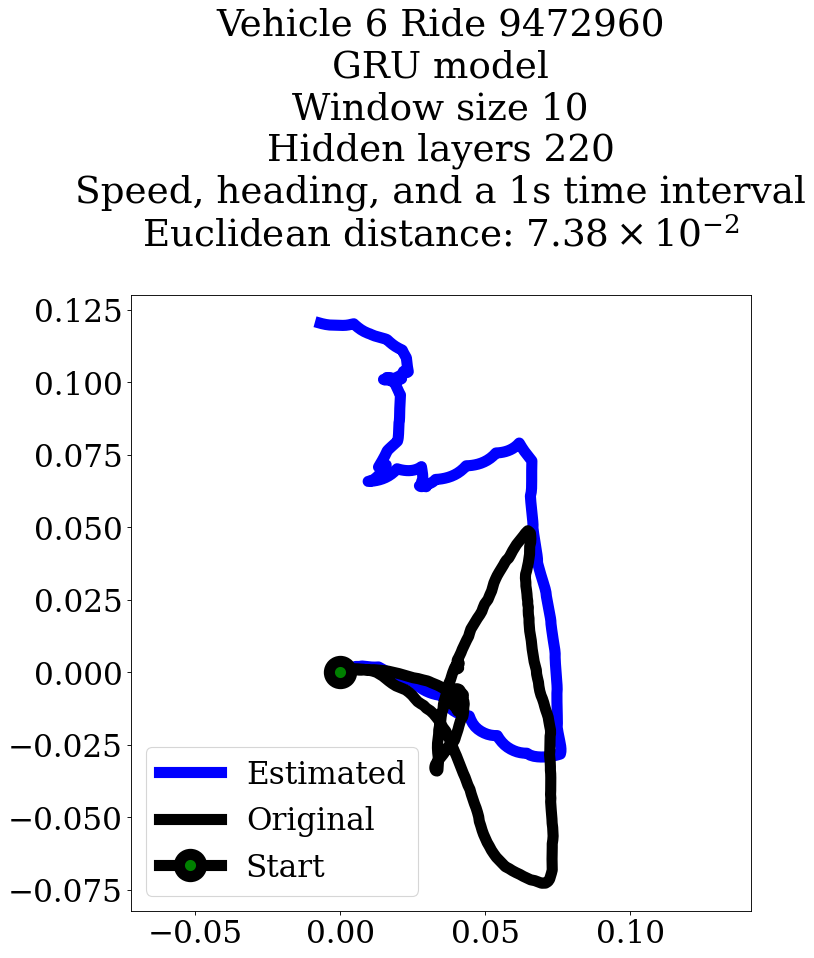 Vehicle 6 Ride 9472960
GRU model
Window size 10
Hidden layers 220
Speed, heading, and a 1s time interval
Euclidean distance: 7.38 × 10⁻²
0.125
0.100
0.075
0.050
0.025
0.000
−0.025
−0.050
−0.075
Estimated
Original
Start
−0.05
0.00
0.05
0.10